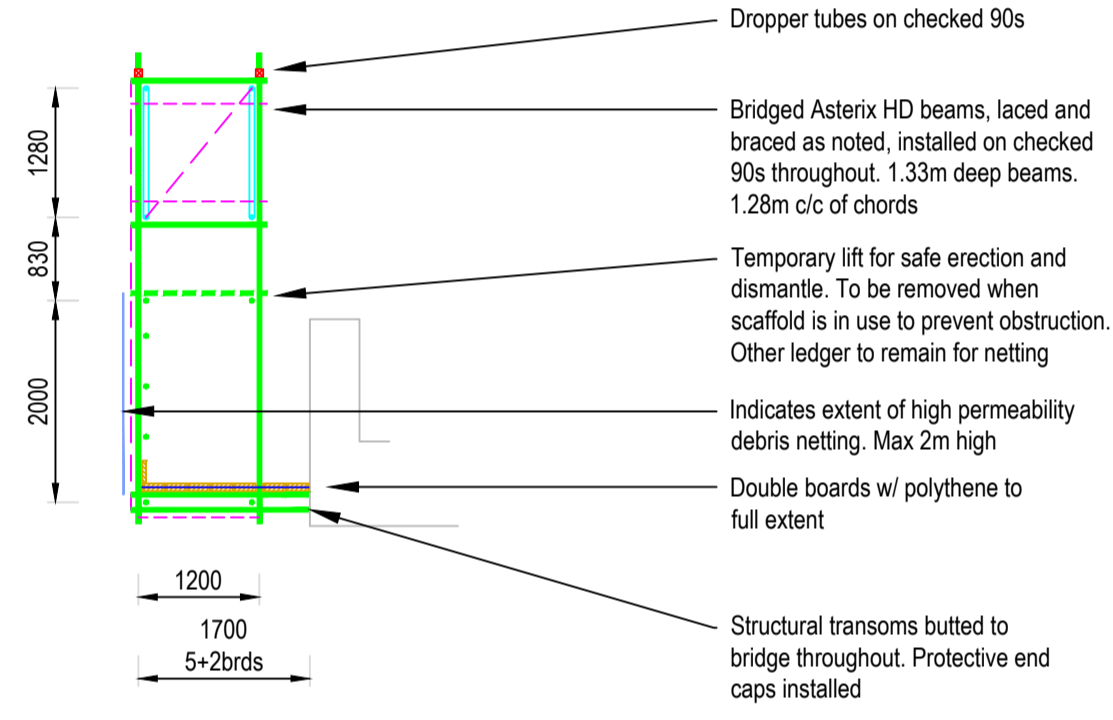 Dropper tubes on checked 90s
Bridged Asterix HD beams, laced and
braced as noted, installed on checked
90s throughout. 1.33m deep beams.
1.28m c/c of chords
Temporary lift for safe erection and
dismantle. To be removed when
scaffold is in use to prevent obstruction.
Other ledger to remain for netting
Indicates extent of high permeability
debris netting. Max 2m high
Double boards w/ polythene to
full extent
Structural transoms butted to
bridge throughout. Protective end
caps installed
1280
830
2000
1200
1700
5+2brds